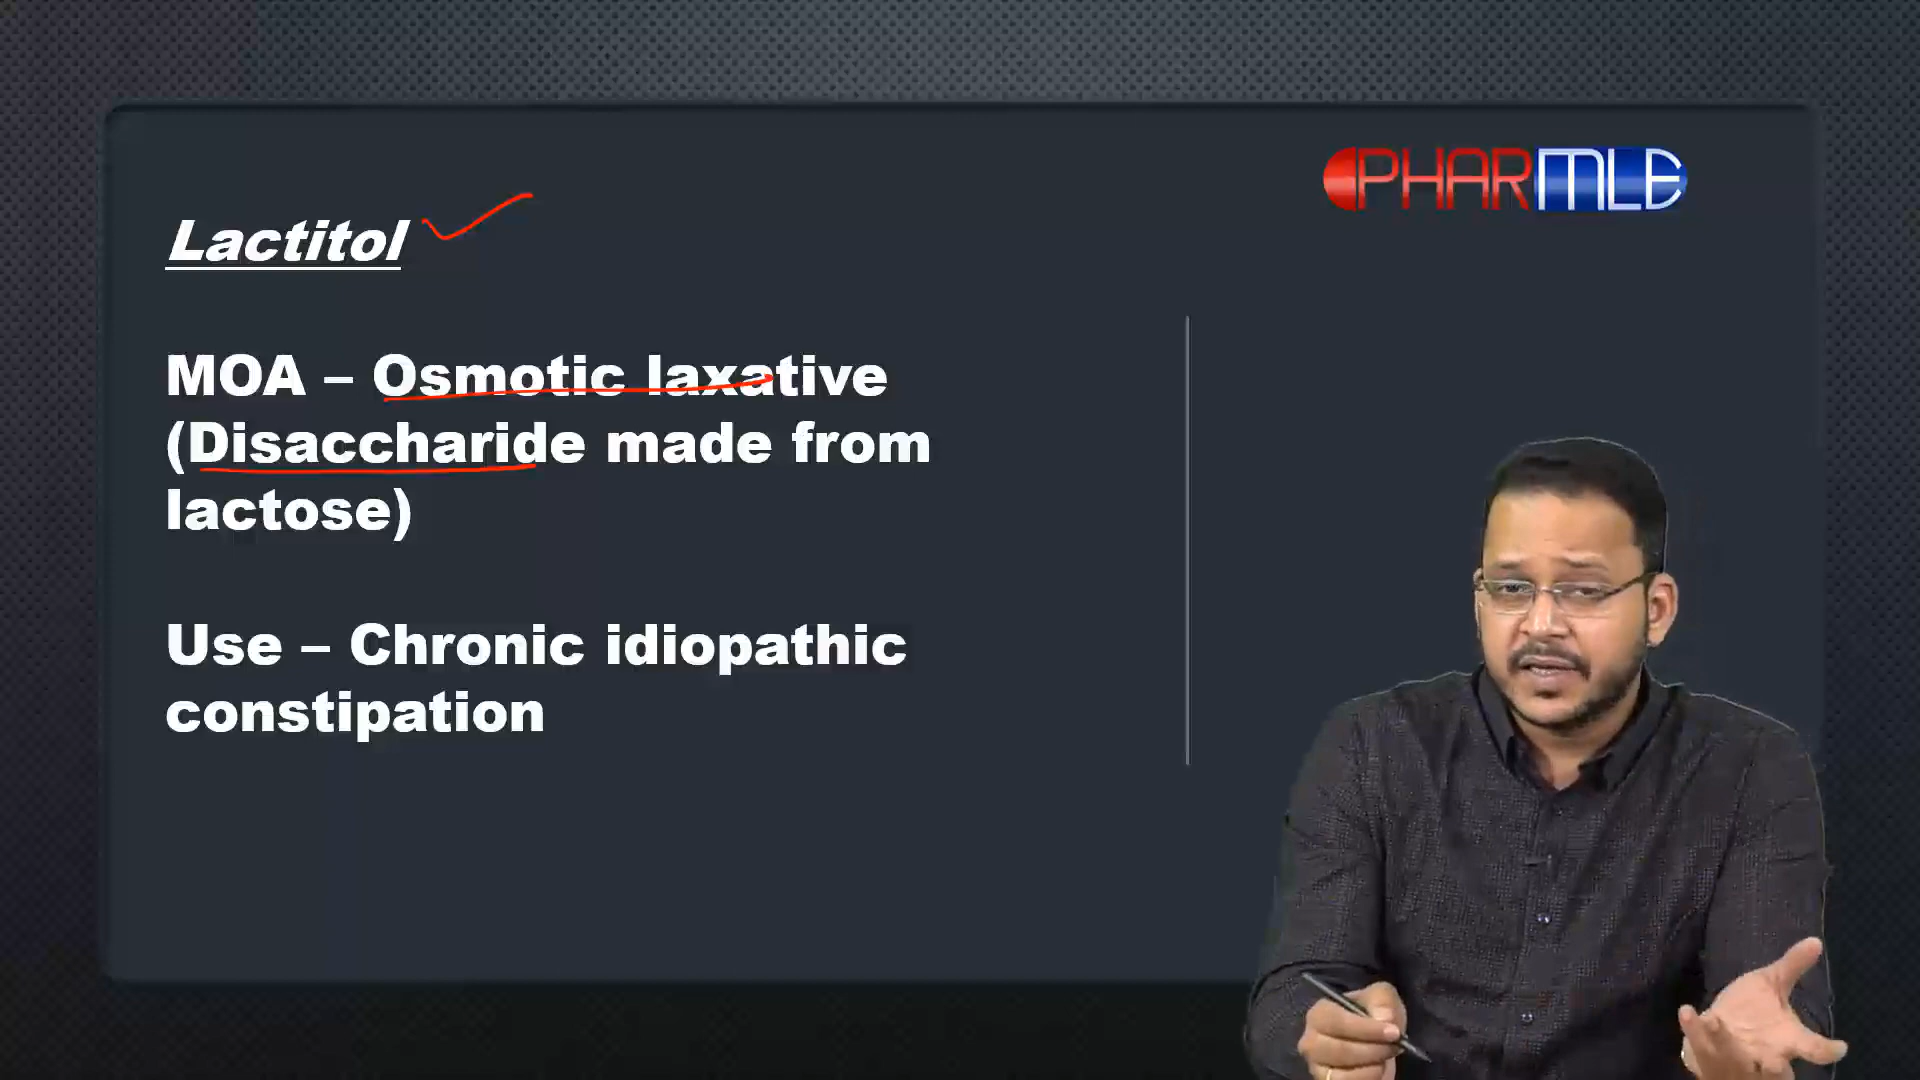 PHARMLE
Lactitol
MOA – Osmotic laxative
(Disaccharide made from
lactose)
Use – Chronic idiopathic
constipation